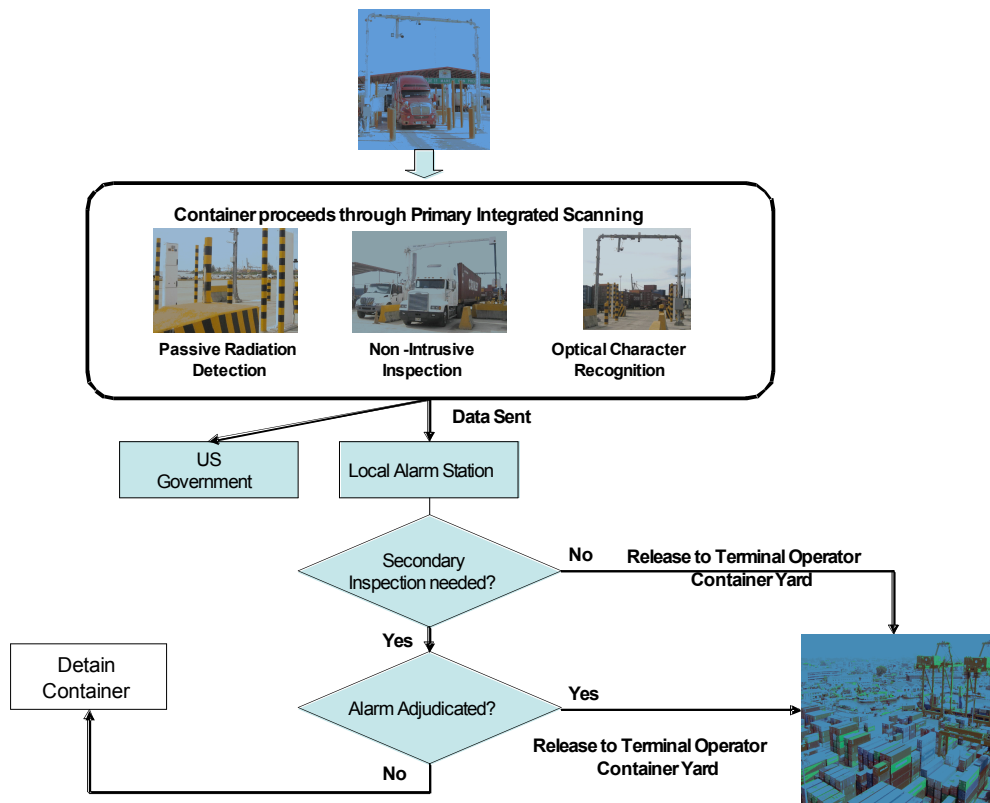 Container proceeds through Primary Integrated Scanning
Passive Radiation
Detection
Non -Intrusive
Inspection
Optical Character
Recognition
Data Sent
US
Government
Local Alarm Station
Secondary
Inspection needed?
No
Release to Terminal Operator
Container Yard
Yes
Detain
Container
Alarm Adjudicated?
Yes
Release to Terminal Operator
Container Yard
No